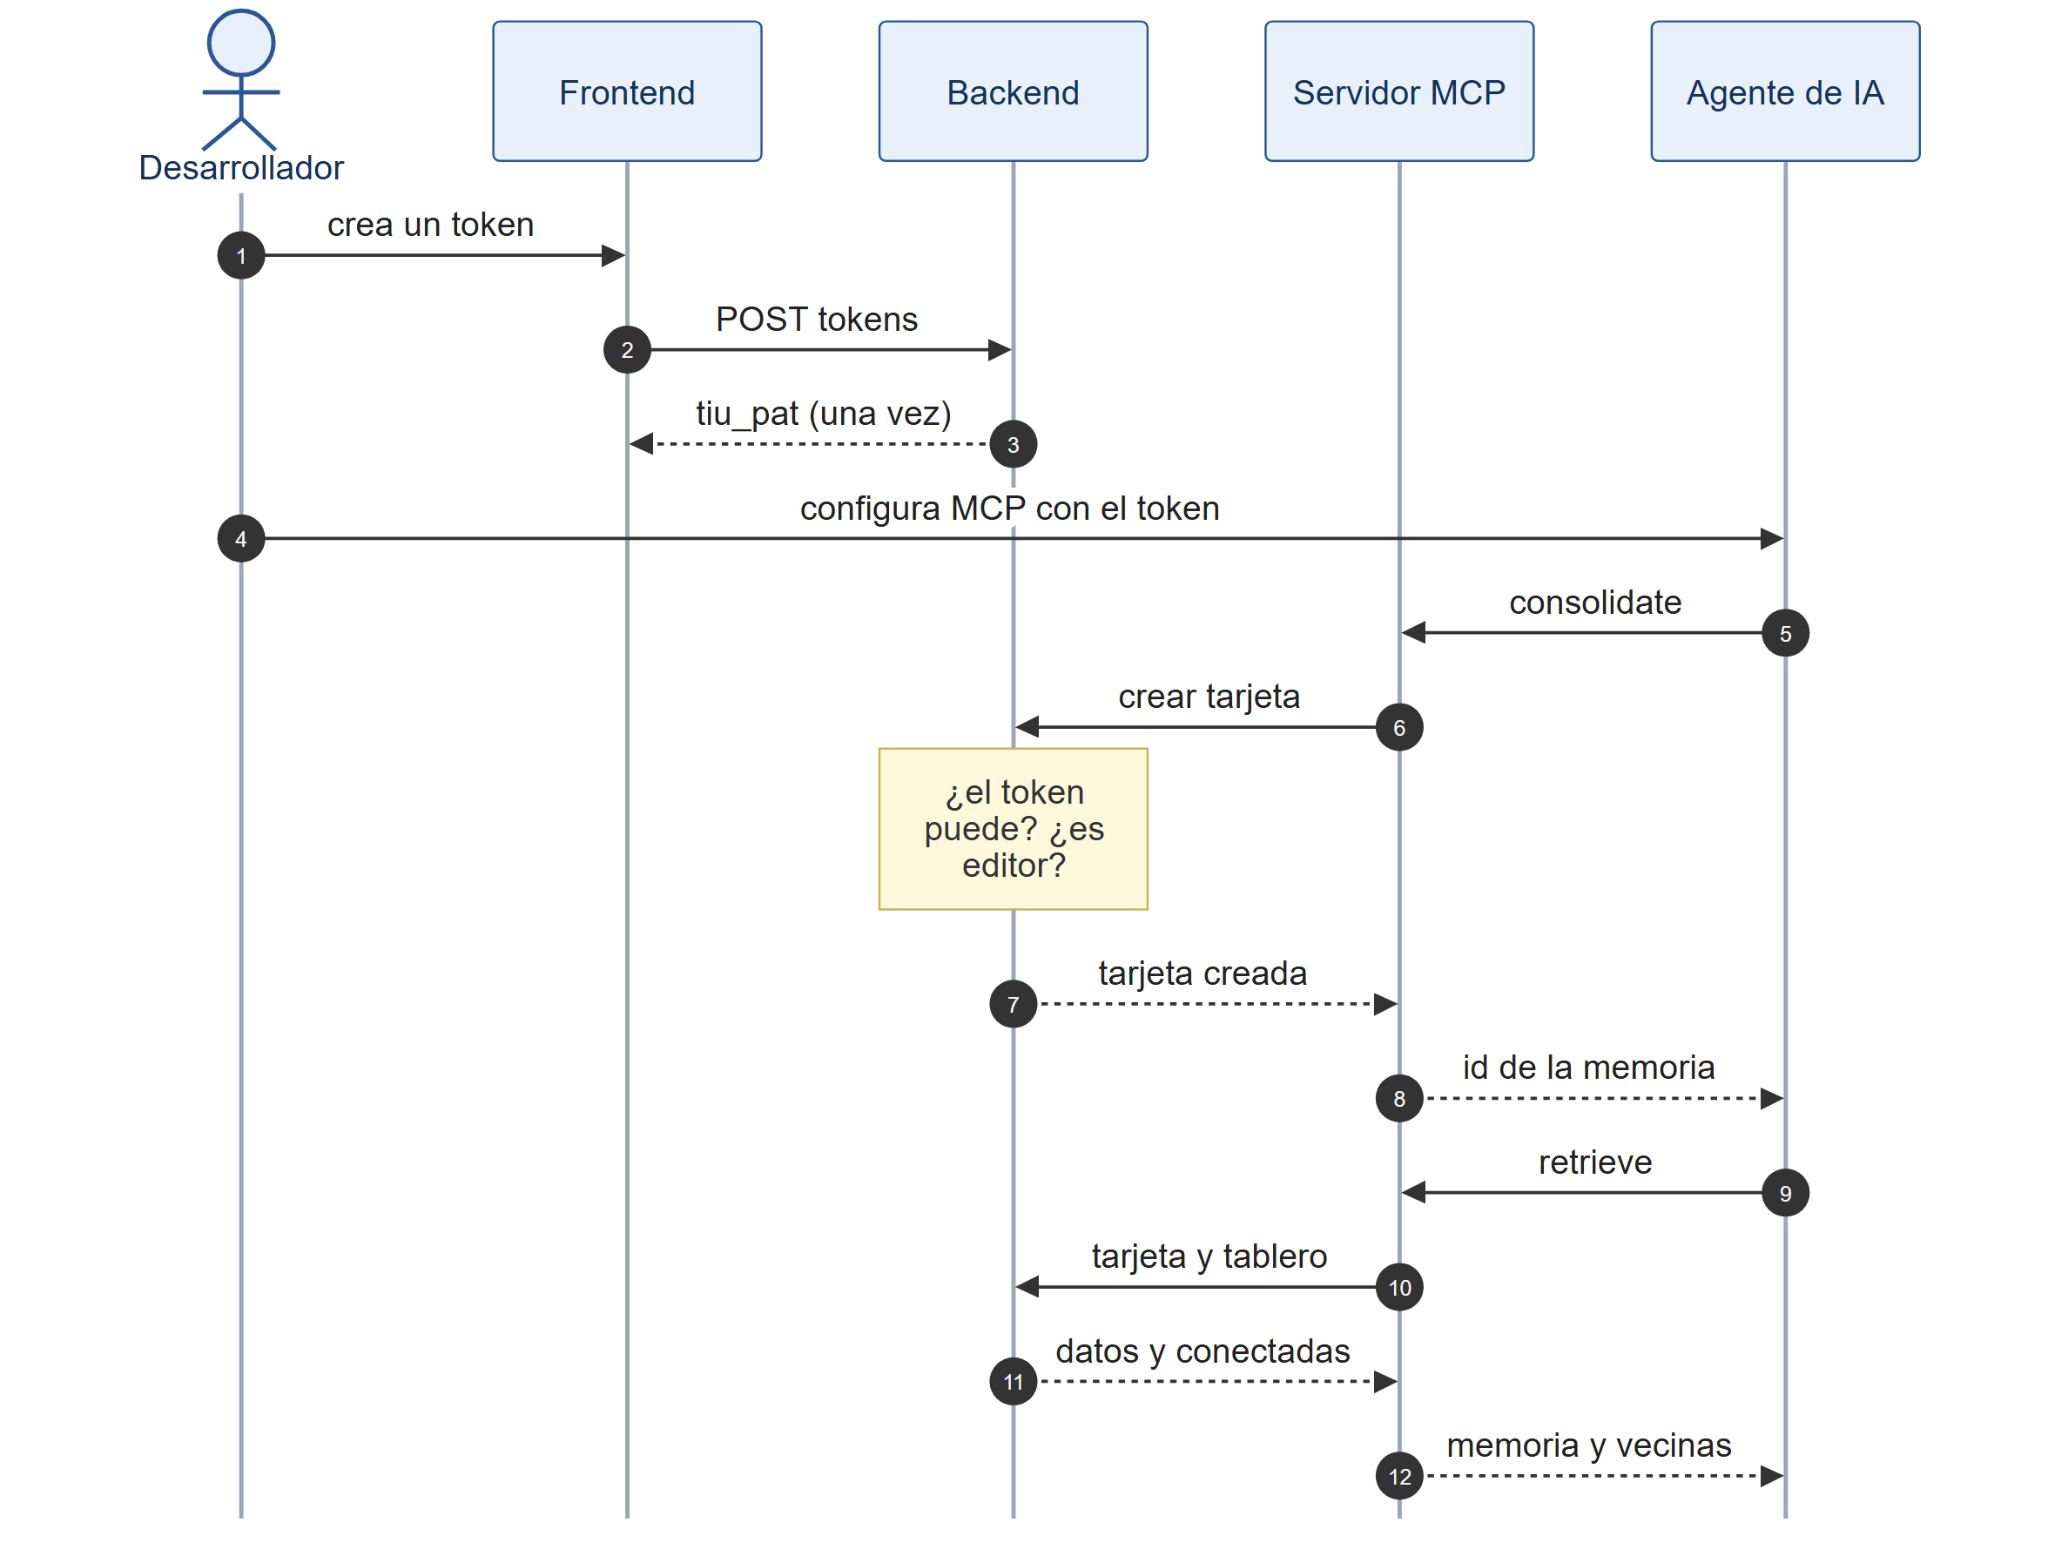 Desarrollador
Frontend
Backend
Servidor MCP
Agente de IA
crea un token
1
POST tokens
2
tiu_pat (una vez)
3
configura MCP con el token
4
consolidate
5
crear tarjeta
6
¿el token
puede? ¿es
editor?
tarjeta creada
7
id de la memoria
8
retrieve
9
tarjeta y tablero
10
datos y conectadas
11
memoria y vecinas
12